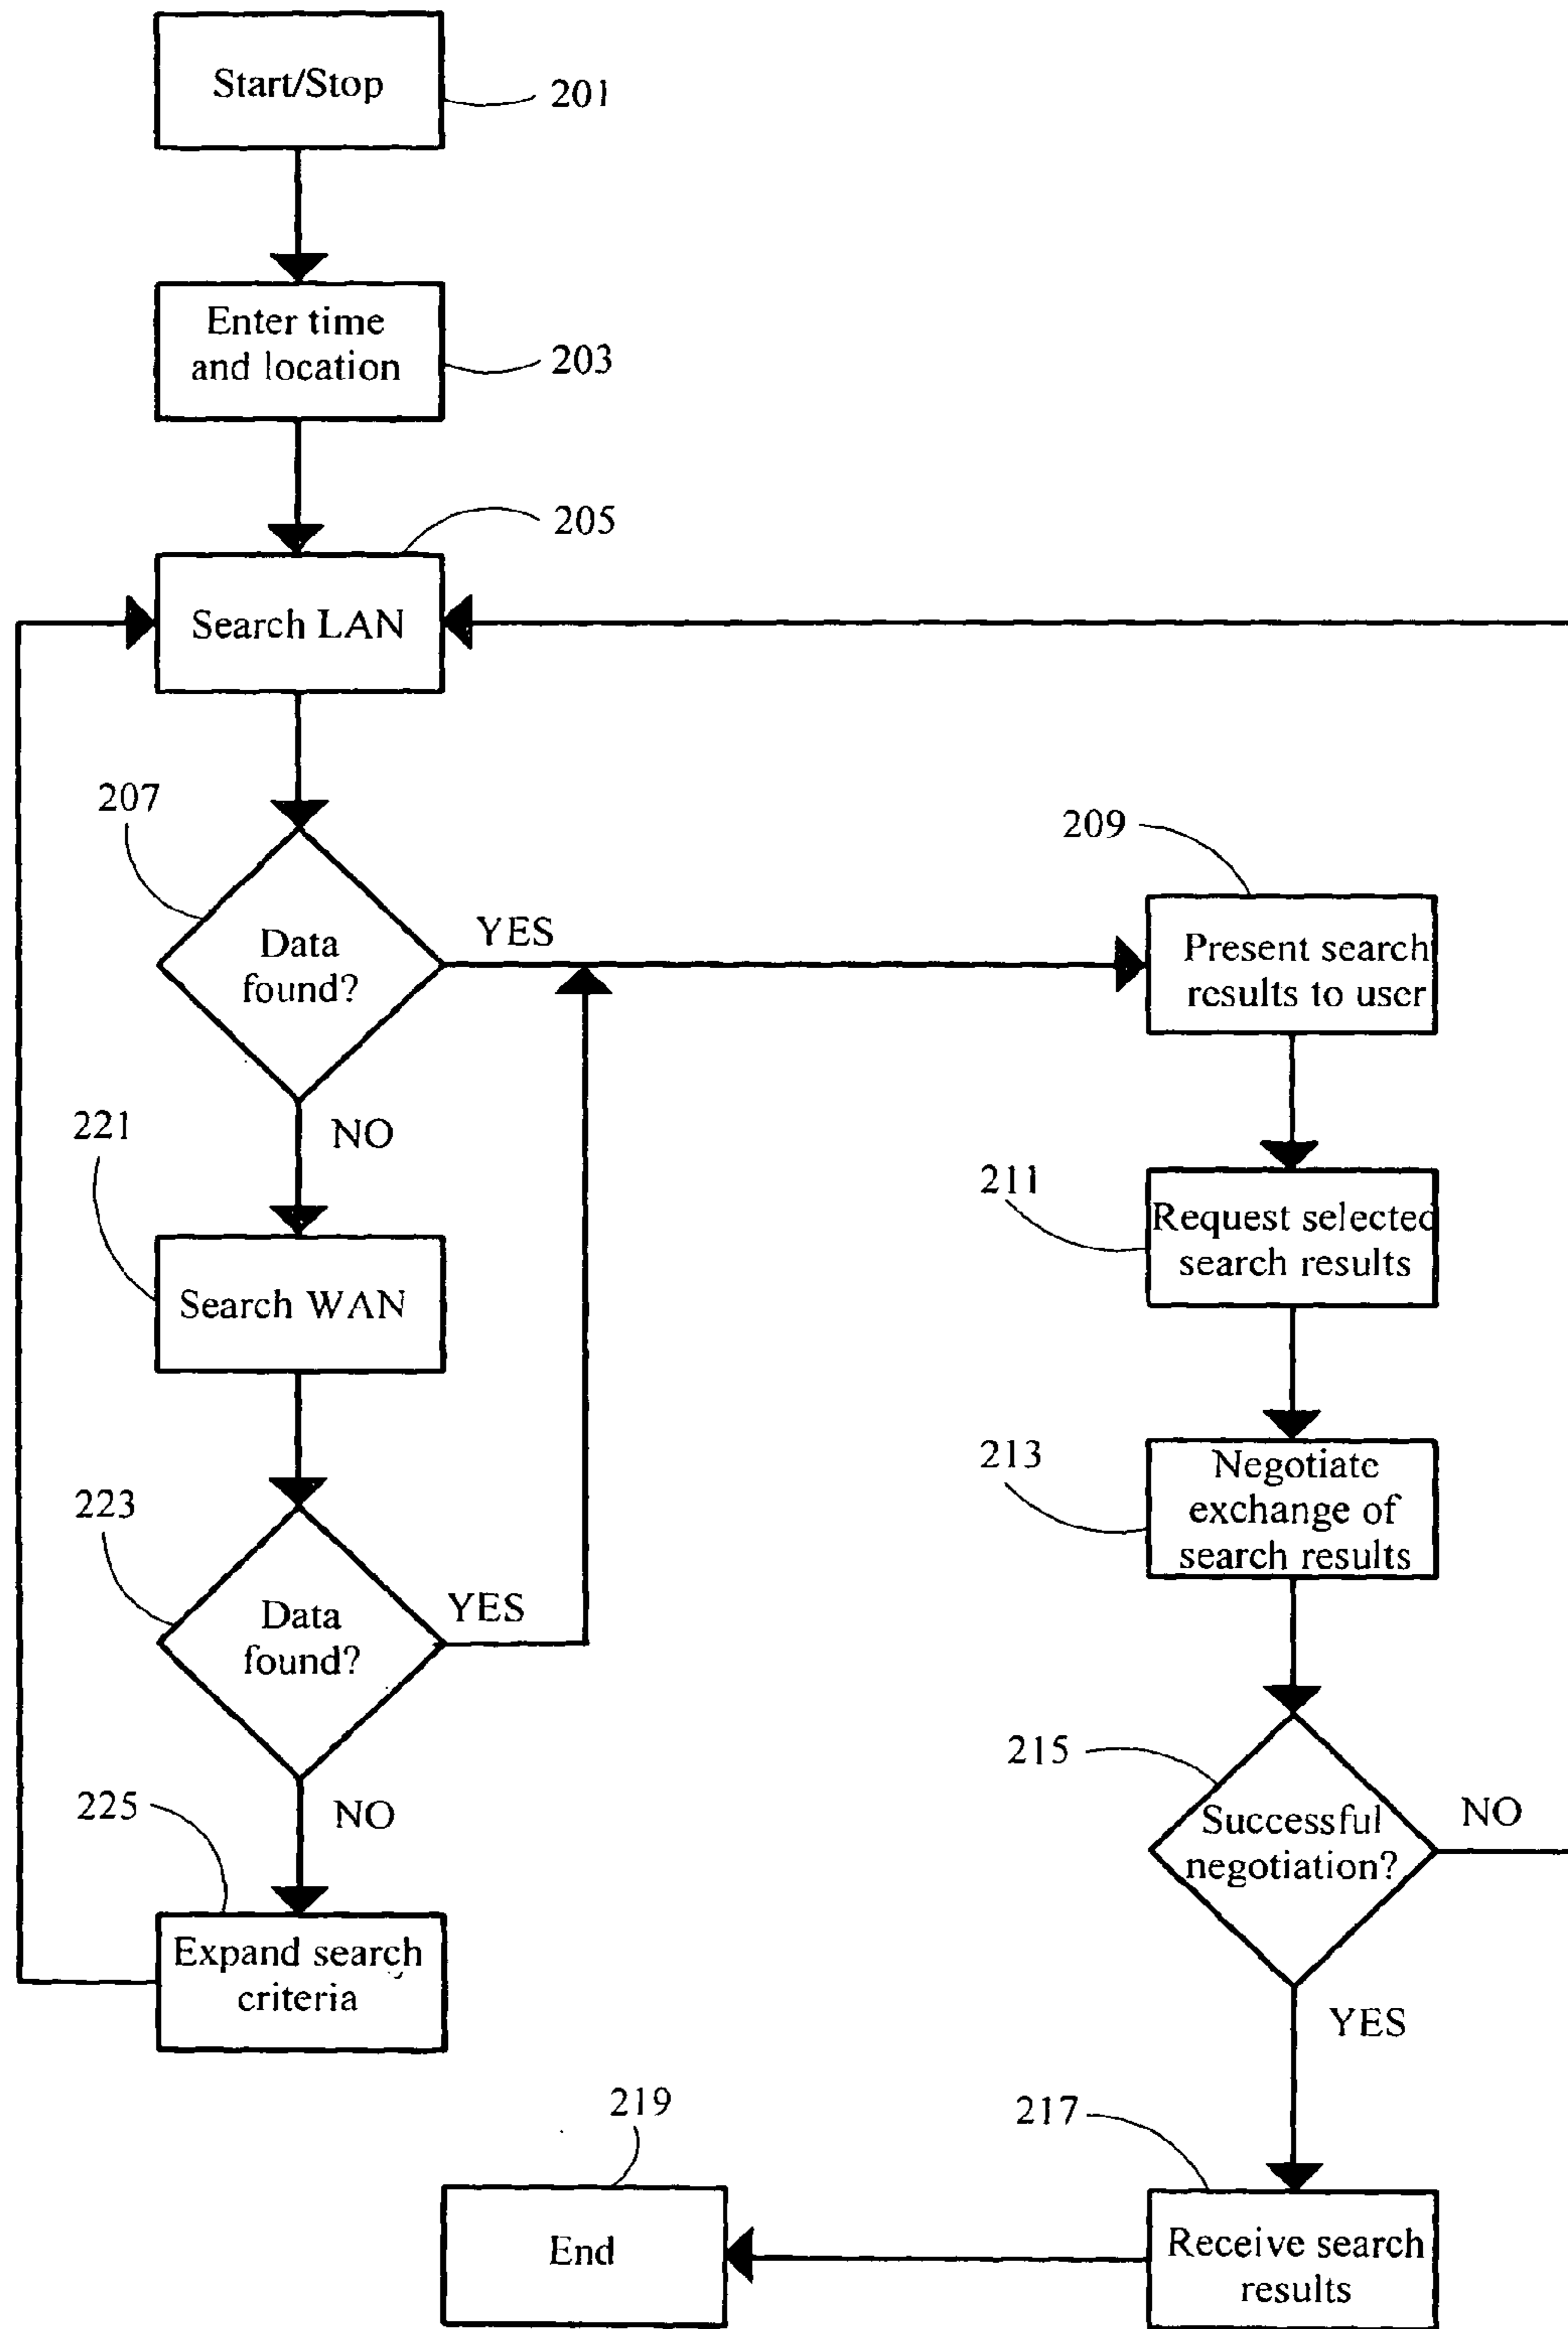 Start/Stop
201
Enter time
and location
203
205
Search LAN
207
Data
found?
YES
209
Present search
results to user
NO
221
Search WAN
211
Request selected
search results
213
Negotiate
exchange of
search results
223
Data
found?
YES
215
Successful
negotiation?
NO
225
NO
Expand search
criteria
YES
219
217
End
Receive search
results